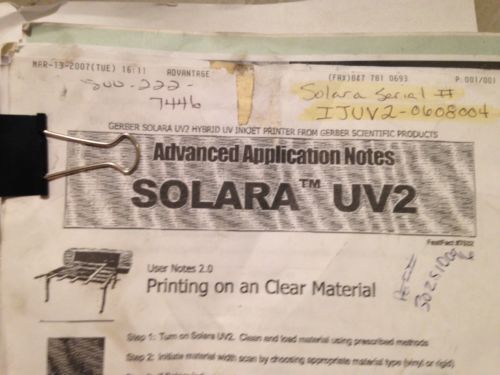 MAR-13-2007(TUE) 16:11 ADVANTAGE (FAX)847 781 0693 P.001/001
800-222-
7446
Solara Serial #
IJUV2-0608004
GERBER SOLARA UV2 HYBRID UV INKJET PRINTER FROM GERBER SCIENTIFIC PRODUCTS
Advanced Application Notes
SOLARA™ UV2
FastFact #7022
User Notes 2.0
Printing on an Clear Material
Step 1: Turn on Solara UV2. Clean and load material using prescribed methods
Step 2: Initiate material width scan by choosing appropriate material type (vinyl or rigid)